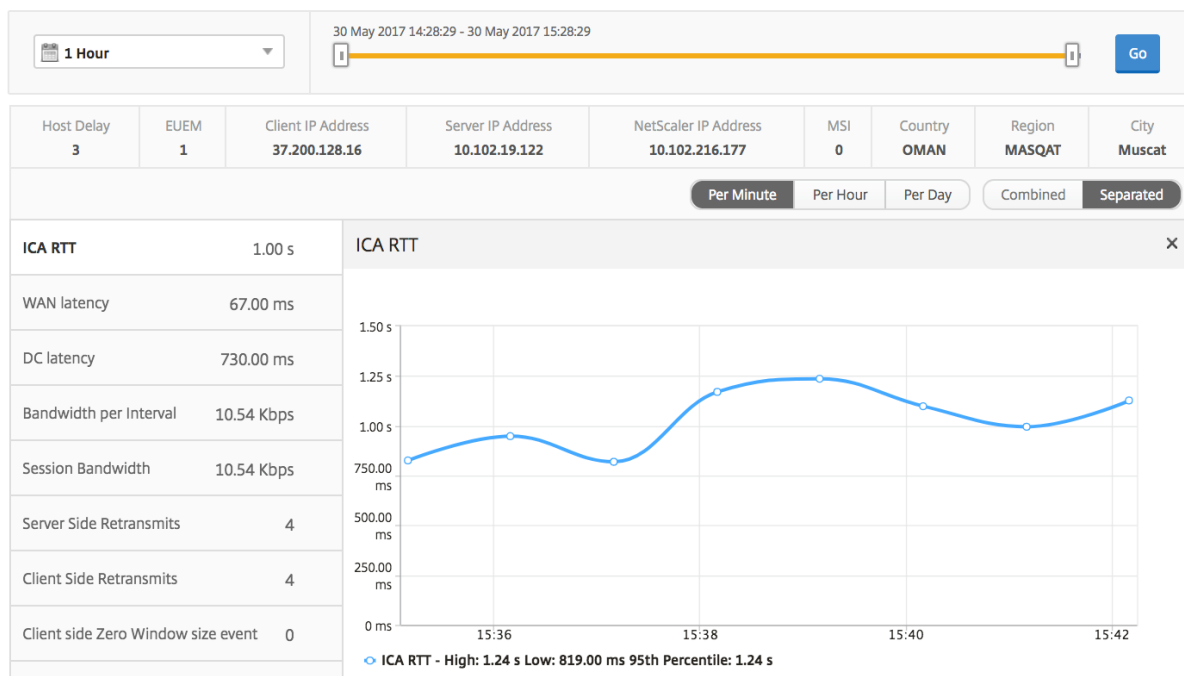 30 May 2017 14:28:29 - 30 May 2017 15:28:29
1 Hour
Go
Host Delay EUEM Client IP Address Server IP Address NetScaler IP Address MSI Country Region City
3 1 37.200.128.16 10.102.19.122 10.102.216.177 0 OMAN MASQAT Muscat
Per Minute Per Hour Per Day Combined Separated
ICA RTT 1.00 s
WAN latency 67.00 ms
DC latency 730.00 ms
Bandwidth per Interval 10.54 Kbps
Session Bandwidth 10.54 Kbps
Server Side Retransmits 4
Client Side Retransmits 4
Client side Zero Window size event 0
ICA RTT ×
1.50 s
1.25 s
1.00 s
750.00
ms
500.00
ms
250.00
ms
0 ms
15:36 15:38 15:40 15:42
ICA RTT - High: 1.24 s Low: 819.00 ms 95th Percentile: 1.24 s